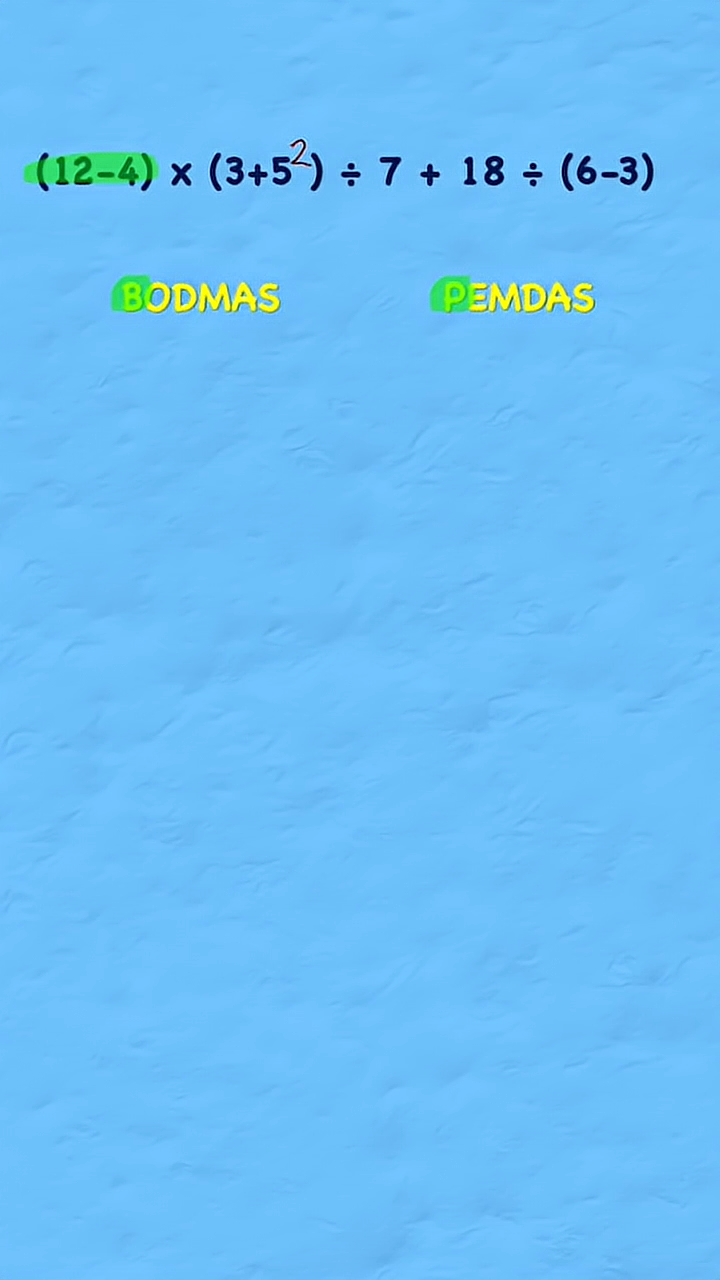 (12-4) x (3+5²) ÷ 7 + 18 ÷ (6-3)
BODMAS PEMDAS